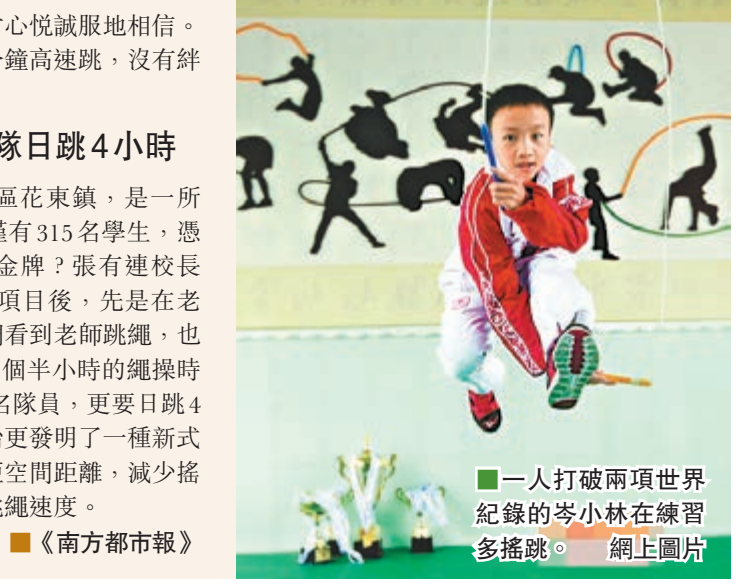 心悅誠服地相信。
鐘高速跳，沒有絆
隊日跳4小時
區花東鎮，是一所
僅有315名學生，憑
金牌？張有連校長
項目後，先是在老
看到老師跳繩，也
個半小時的繩操時
名隊員，更要日跳4
更發明了一種新式
空間距離，減少搖
繩速度。
■《南方都市報》
■一人打破兩項世界
紀錄的岑小林在練習
多搖跳。 網上圖片